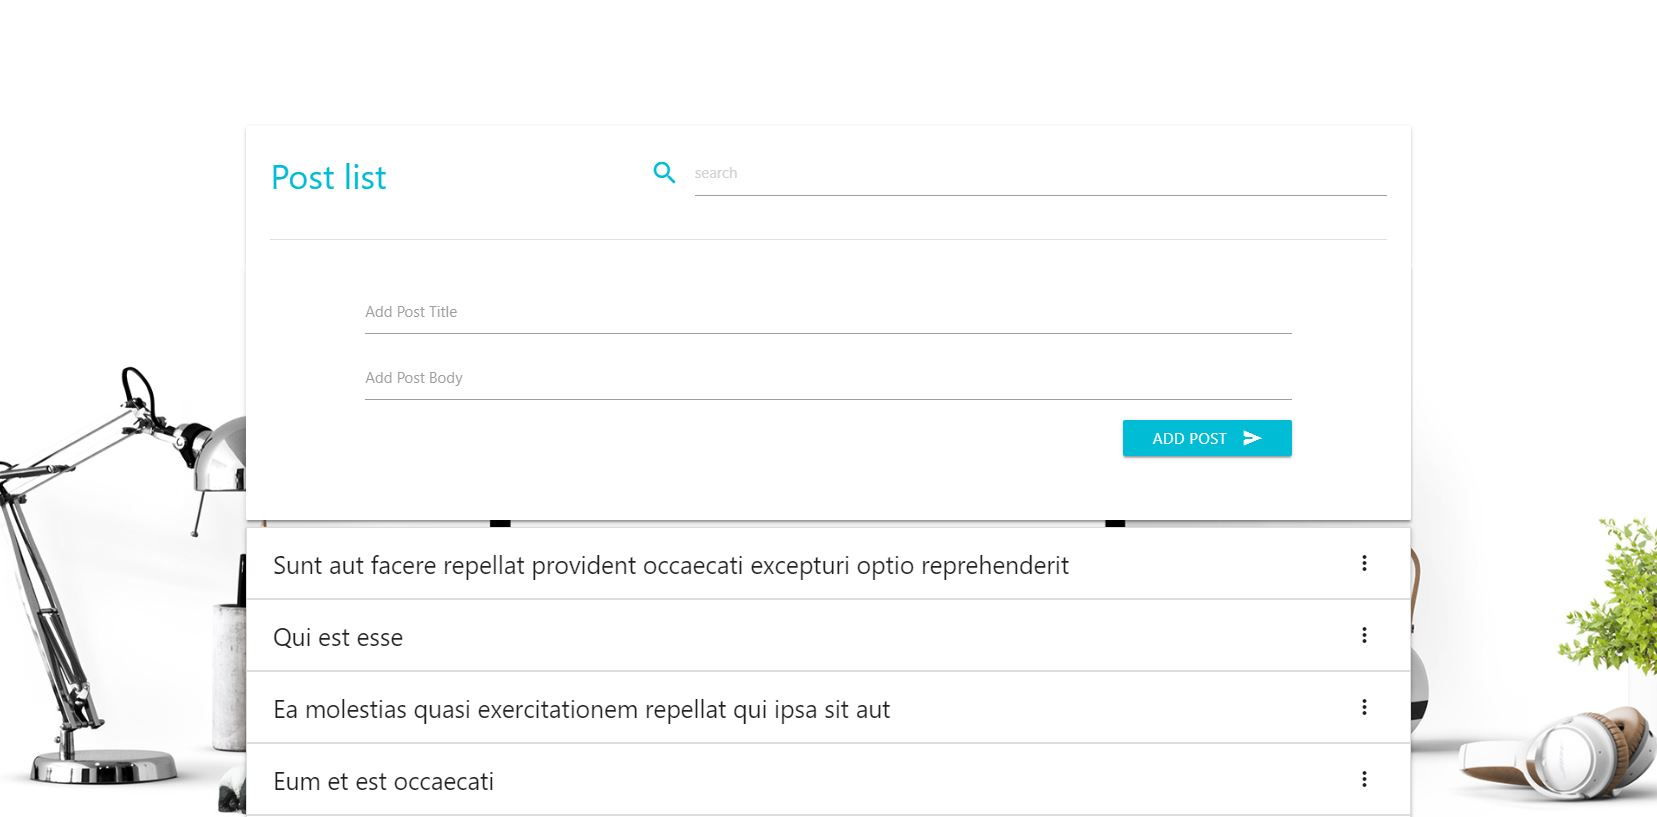 Post list
search
Add Post Title
Add Post Body
ADD POST
Sunt aut facere repellat provident occaecati excepturi optio reprehenderit
Qui est esse
Ea molestias quasi exercitationem repellat qui ipsa sit aut
Eum et est occaecati